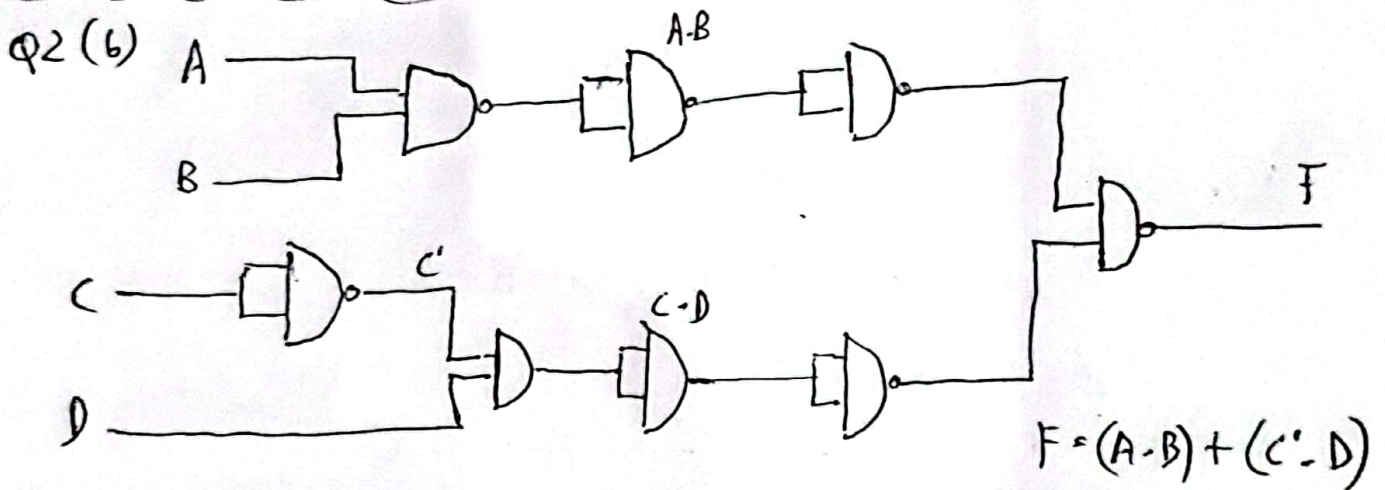 Q2 (b)
A
A.B
B
F
C
C'
C.D
D
F = (A.B) + (C'.D)